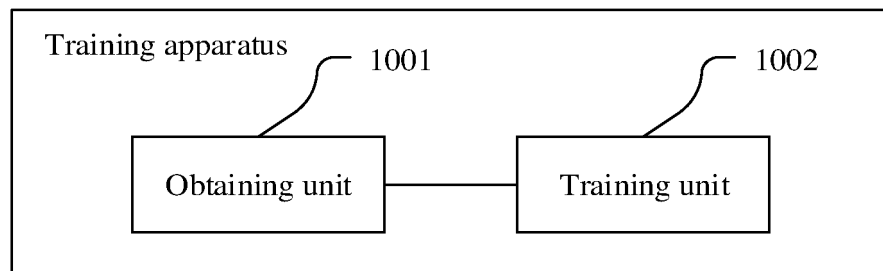 Training apparatus
1001
1002
Obtaining unit
Training unit